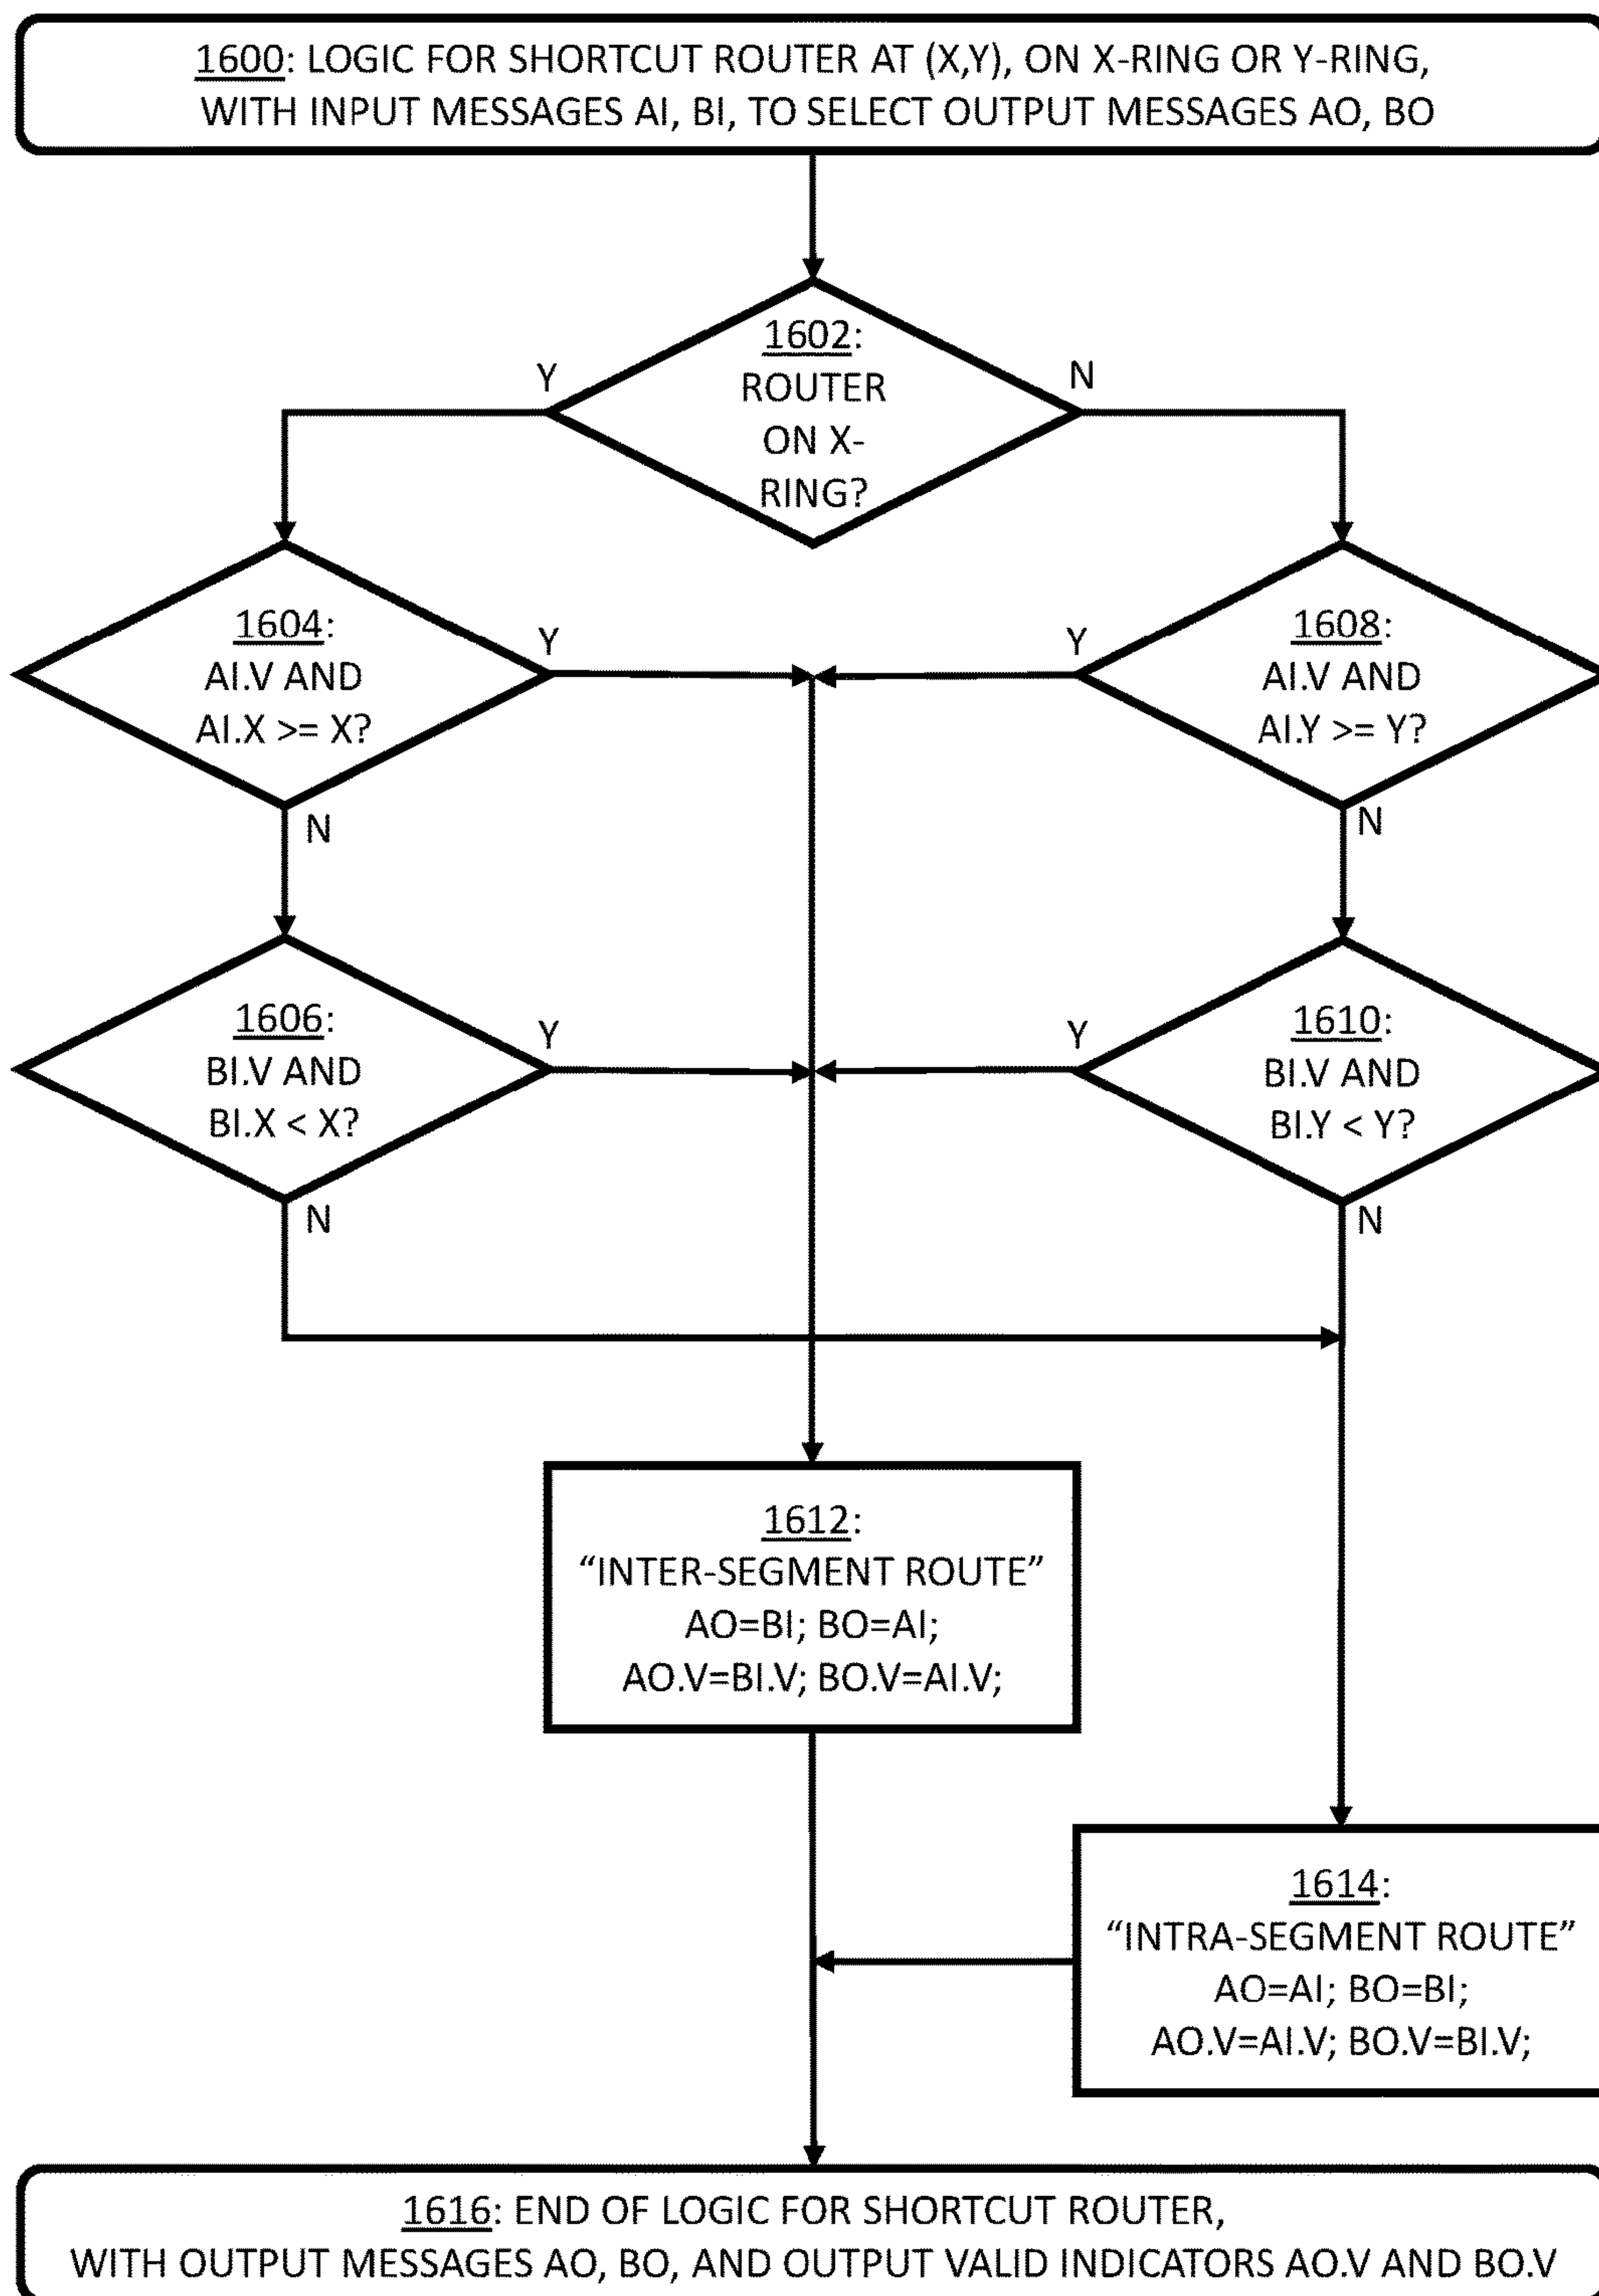 1600: LOGIC FOR SHORTCUT ROUTER AT (X,Y), ON X-RING OR Y-RING,
WITH INPUT MESSAGES AI, BI, TO SELECT OUTPUT MESSAGES AO, BO
1602:
ROUTER
ON X-
RING?
Y
N
1604:
AI.V AND
AI.X >= X?
Y
N
1608:
AI.V AND
AI.Y >= Y?
Y
N
1606:
BI.V AND
BI.X < X?
Y
N
1610:
BI.V AND
BI.Y < Y?
Y
N
1612:
“INTER-SEGMENT ROUTE”
AO=BI; BO=AI;
AO.V=BI.V; BO.V=AI.V;
1614:
“INTRA-SEGMENT ROUTE”
AO=AI; BO=BI;
AO.V=AI.V; BO.V=BI.V;
1616: END OF LOGIC FOR SHORTCUT ROUTER,
WITH OUTPUT MESSAGES AO, BO, AND OUTPUT VALID INDICATORS AO.V AND BO.V